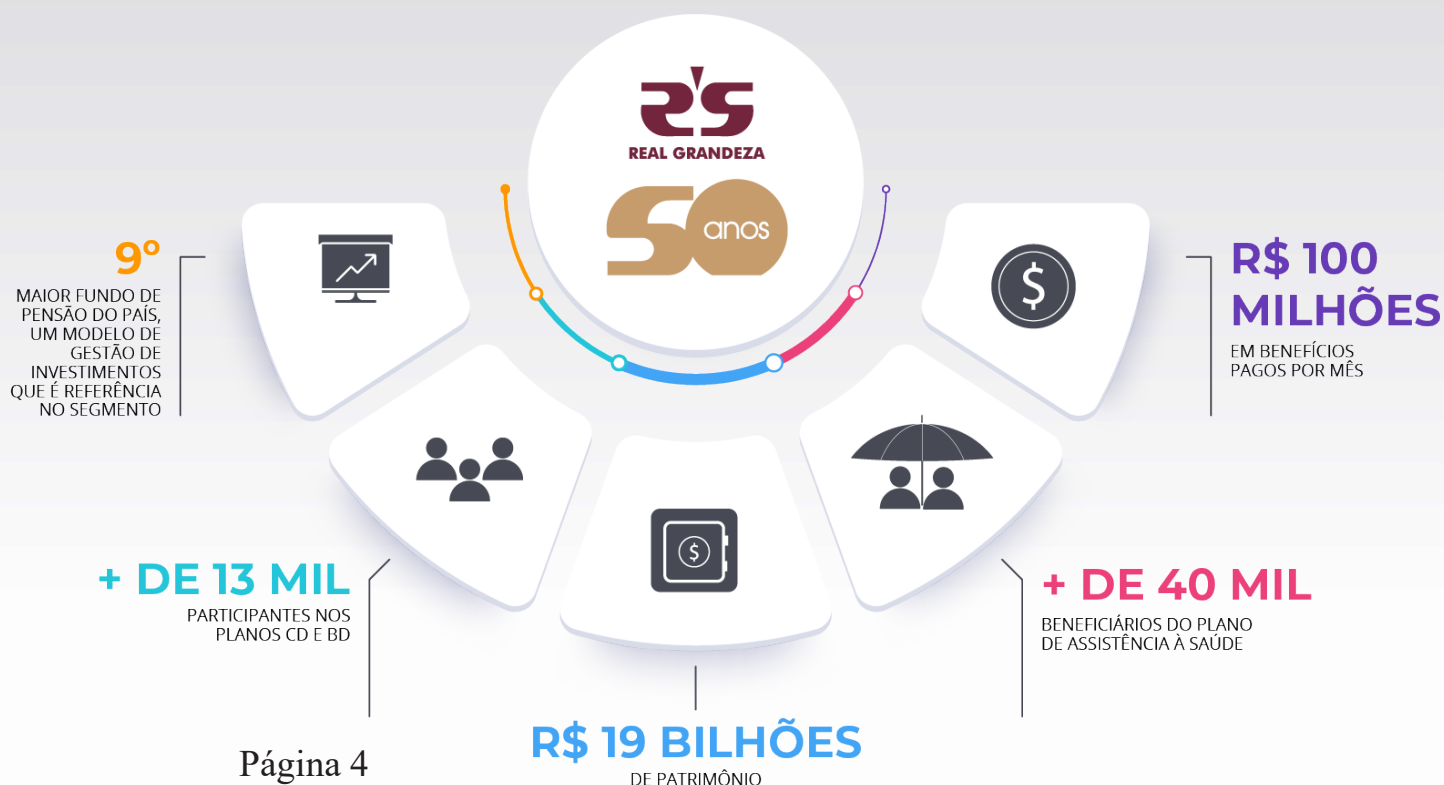 REAL GRANDEZA
50 anos
9º
MAIOR FUNDO DE
PENSÃO DO PAÍS,
UM MODELO DE
GESTÃO DE
INVESTIMENTOS
QUE É REFERÊNCIA
NO SEGMENTO
+ DE 13 MIL
PARTICIPANTES NOS
PLANOS CD E BD
R$ 19 BILHÕES
DE PATRIMÔNIO
+ DE 40 MIL
BENEFICIÁRIOS DO PLANO
DE ASSISTÊNCIA À SAÚDE
R$ 100
MILHÕES
EM BENEFÍCIOS
PAGOS POR MÊS
$
$
Página 4